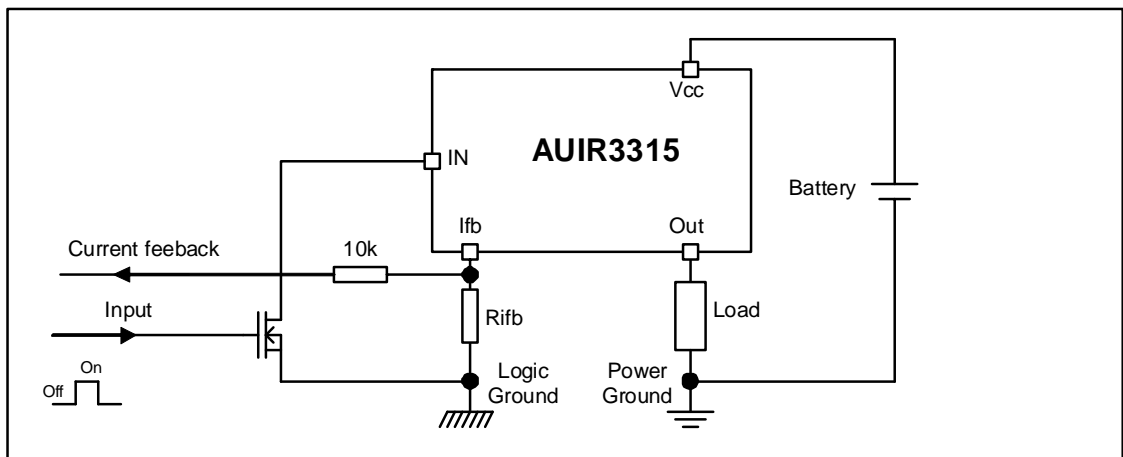 Vcc
AUIR3315
IN
Battery
Ifb
Out
Current feeback
10k
Input
Rifb
Load
On
Off
Logic
Ground
Power
Ground